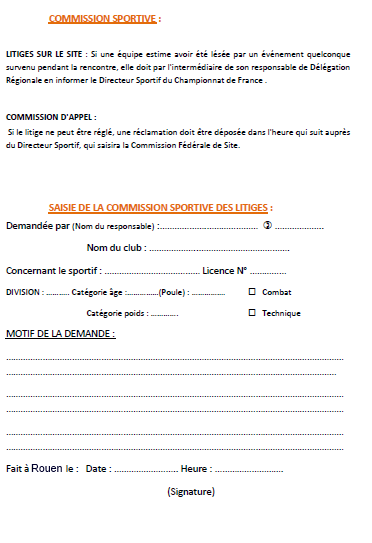 COMMISSION SPORTIVE :
LITIGES SUR LE SITE : Si une équipe estime avoir été lésée par un événement quelconque
survenu pendant la rencontre, elle doit par l'intermédiaire de son responsable de Délégation
Régionale en informer le Directeur Sportif du Championnat de France .
COMMISSION D'APPEL :
Si le litige ne peut être réglé, une réclamation doit être déposée dans l'heure qui suit auprès
du Directeur Sportif, qui saisira la Commission Fédérale de Site.
SAISIE DE LA COMMISSION SPORTIVE DES LITIGES :
Demandée par (Nom du responsable) :........................................ ....................
Nom du club : .........................................................
Concernant le sportif : ....................................... Licence N° ...............
DIVISION : ........... Catégorie âge :..............(Poule) : ............... ☐ Combat
Catégorie poids : ............ ☐ Technique
MOTIF DE LA DEMANDE :
................................................................................
................................................................................
................................................................................
................................................................................
................................................................................
................................................................................
Fait à Rouen le : Date : .......................... Heure : ............................
(Signature)